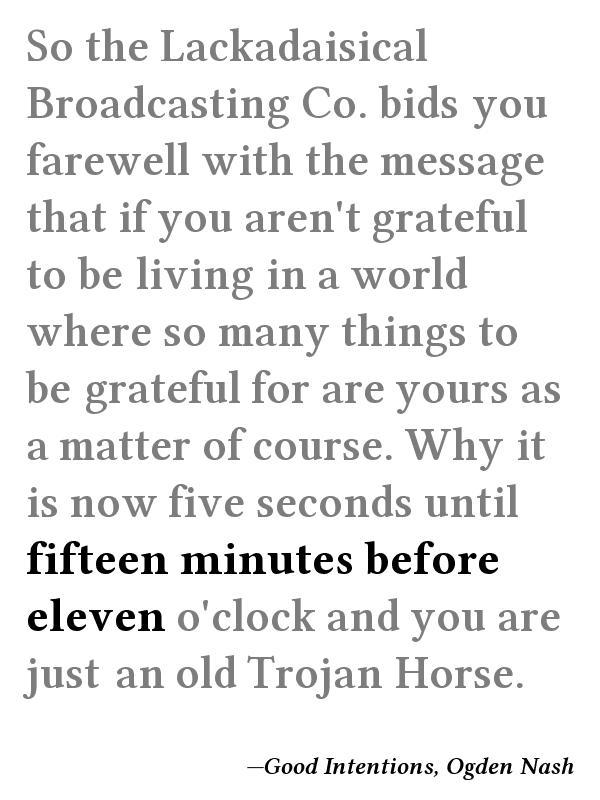 So the Lackadaisical
Broadcasting Co. bids you
farewell with the message
that if you aren't grateful
to be living in a world
where so many things to
be grateful for are yours as
a matter of course. Why it
is now five seconds until
fifteen minutes before
eleven o'clock and you are
just an old Trojan Horse.
—Good Intentions, Ogden Nash